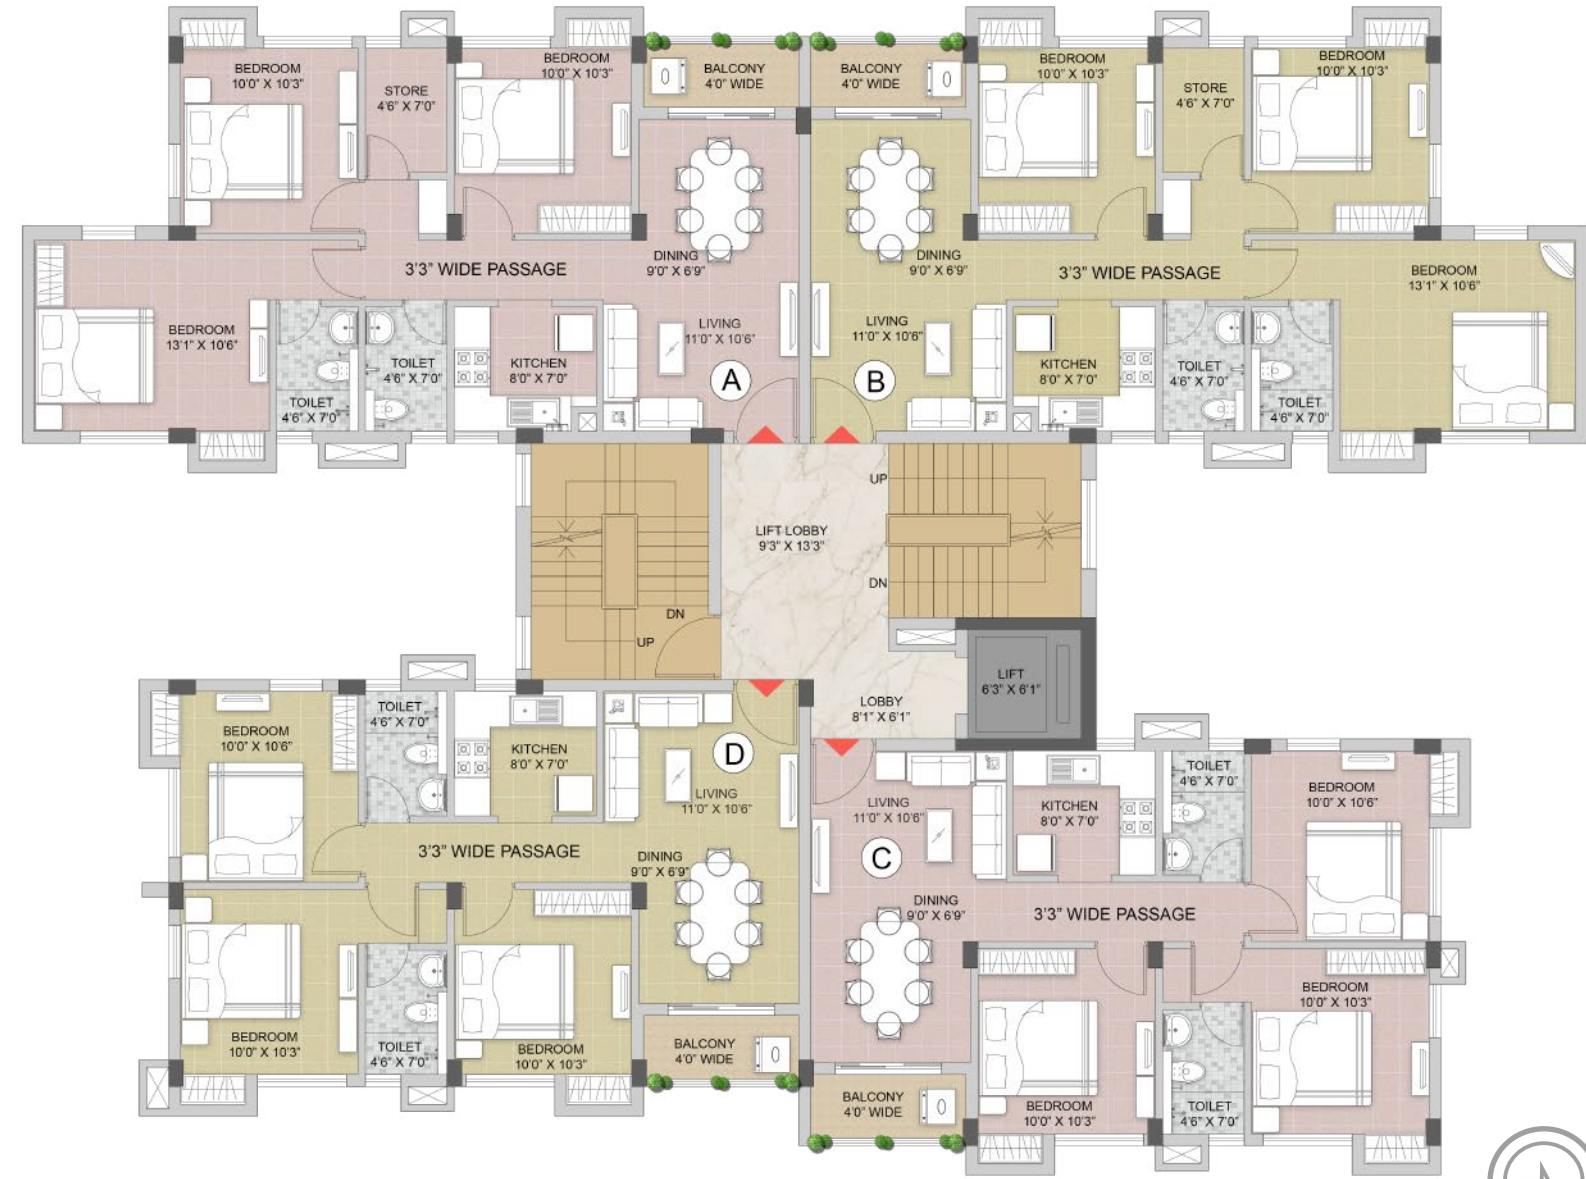 BEDROOM
10'0" X 10'3"
STORE
4'6" X 7'0"
BEDROOM
10'0" X 10'3"
BALCONY
4'0" WIDE
BALCONY
4'0" WIDE
BEDROOM
10'0" X 10'3"
STORE
4'6" X 7'0"
BEDROOM
10'0" X 10'3"
3'3" WIDE PASSAGE
DINING
9'0" X 6'9"
DINING
9'0" X 6'9"
3'3" WIDE PASSAGE
BEDROOM
13'1" X 10'6"
BEDROOM
13'1" X 10'6"
TOILET
4'6" X 7'0"
TOILET
4'6" X 7'0"
KITCHEN
8'0" X 7'0"
LIVING
11'0" X 10'6"
A
LIVING
11'0" X 10'6"
B
KITCHEN
8'0" X 7'0"
TOILET
4'6" X 7'0"
TOILET
4'6" X 7'0"
UP
LIFT LOBBY
9'3" X 13'3"
DN
DN
UP
LIFT
6'3" X 6'1"
LOBBY
8'1" X 6'1"
BEDROOM
10'0" X 10'6"
TOILET
4'6" X 7'0"
KITCHEN
8'0" X 7'0"
D
LIVING
11'0" X 10'6"
LIVING
11'0" X 10'6"
C
KITCHEN
8'0" X 7'0"
TOILET
4'6" X 7'0"
BEDROOM
10'0" X 10'6"
3'3" WIDE PASSAGE
DINING
9'0" X 6'9"
DINING
9'0" X 6'9"
3'3" WIDE PASSAGE
BEDROOM
10'0" X 10'3"
TOILET
4'6" X 7'0"
BEDROOM
10'0" X 10'3"
BALCONY
4'0" WIDE
BALCONY
4'0" WIDE
BEDROOM
10'0" X 10'3"
TOILET
4'6" X 7'0"
BEDROOM
10'0" X 10'3"